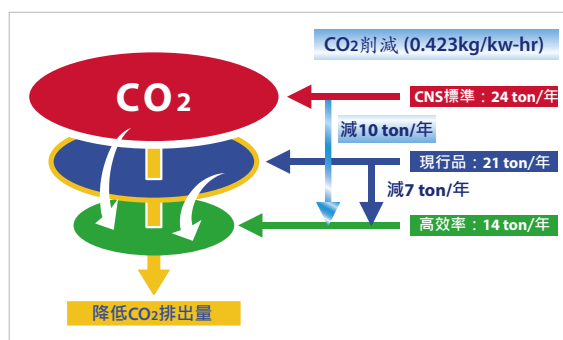 CO2削減 (0.423kg/kw-hr)
CO2
CNS標準：24 ton/年
減10 ton/年
現行品：21 ton/年
減7 ton/年
高效率：14 ton/年
降低CO2排出量